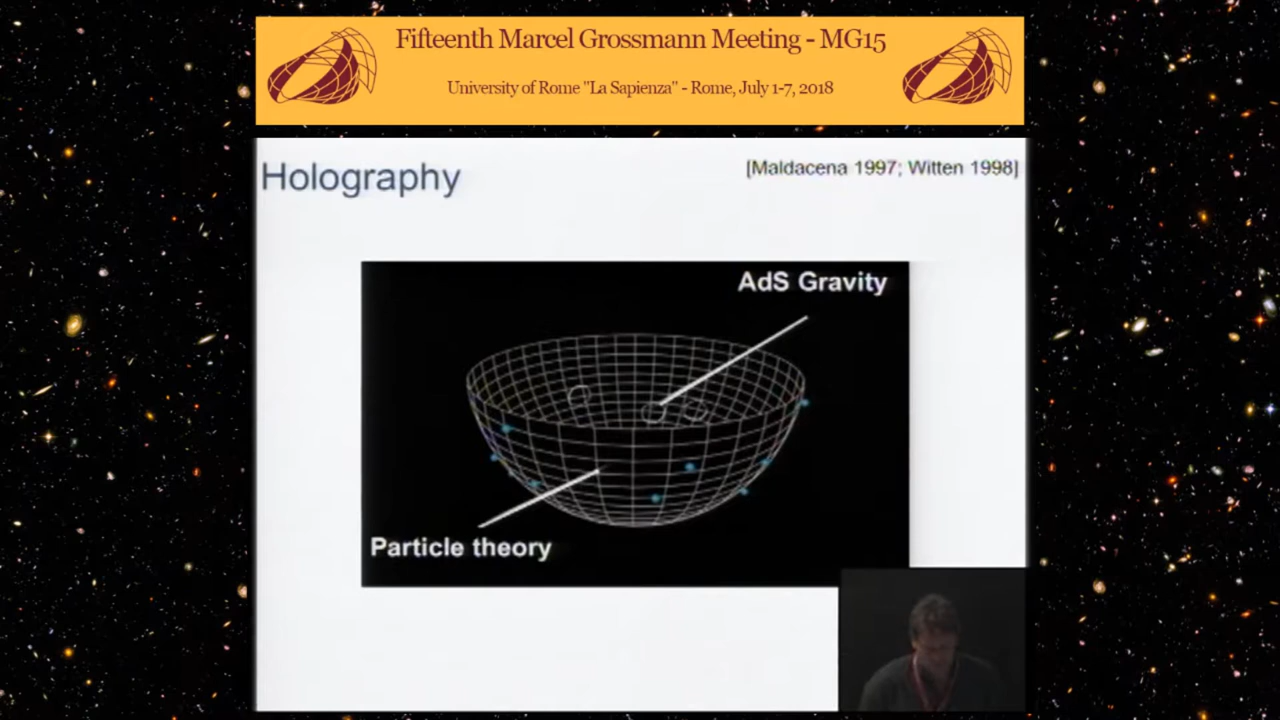 Fifteenth Marcel Grossmann Meeting - MG15
University of Rome "La Sapienza" - Rome, July 1-7, 2018
Holography
[Maldacena 1997; Witten 1998]
AdS Gravity
Particle theory